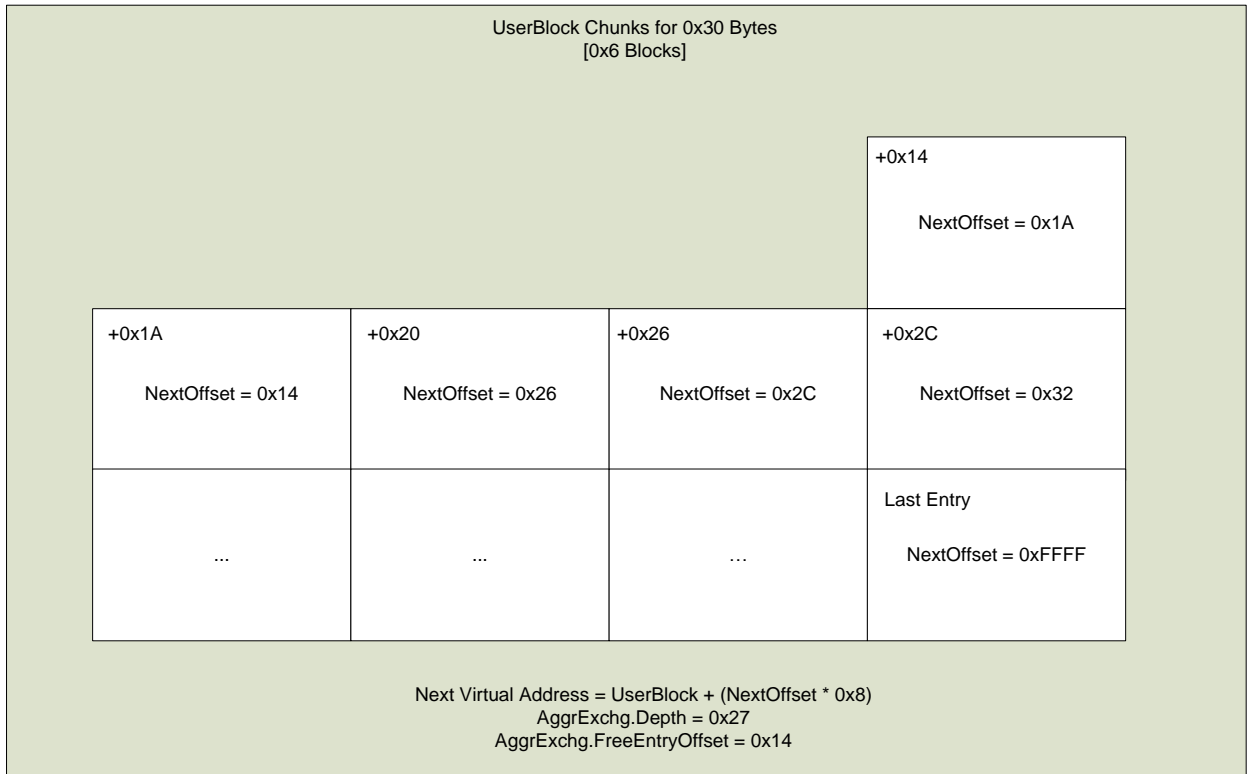 UserBlock Chunks for 0x30 Bytes
[0x6 Blocks]
+0x14
NextOffset = 0x1A
+0x1A
NextOffset = 0x14
+0x20
NextOffset = 0x26
+0x26
NextOffset = 0x2C
+0x2C
NextOffset = 0x32
...
...
…
Last Entry
NextOffset = 0xFFFF
Next Virtual Address = UserBlock + (NextOffset * 0x8)
AggrExchg.Depth = 0x27
AggrExchg.FreeEntryOffset = 0x14